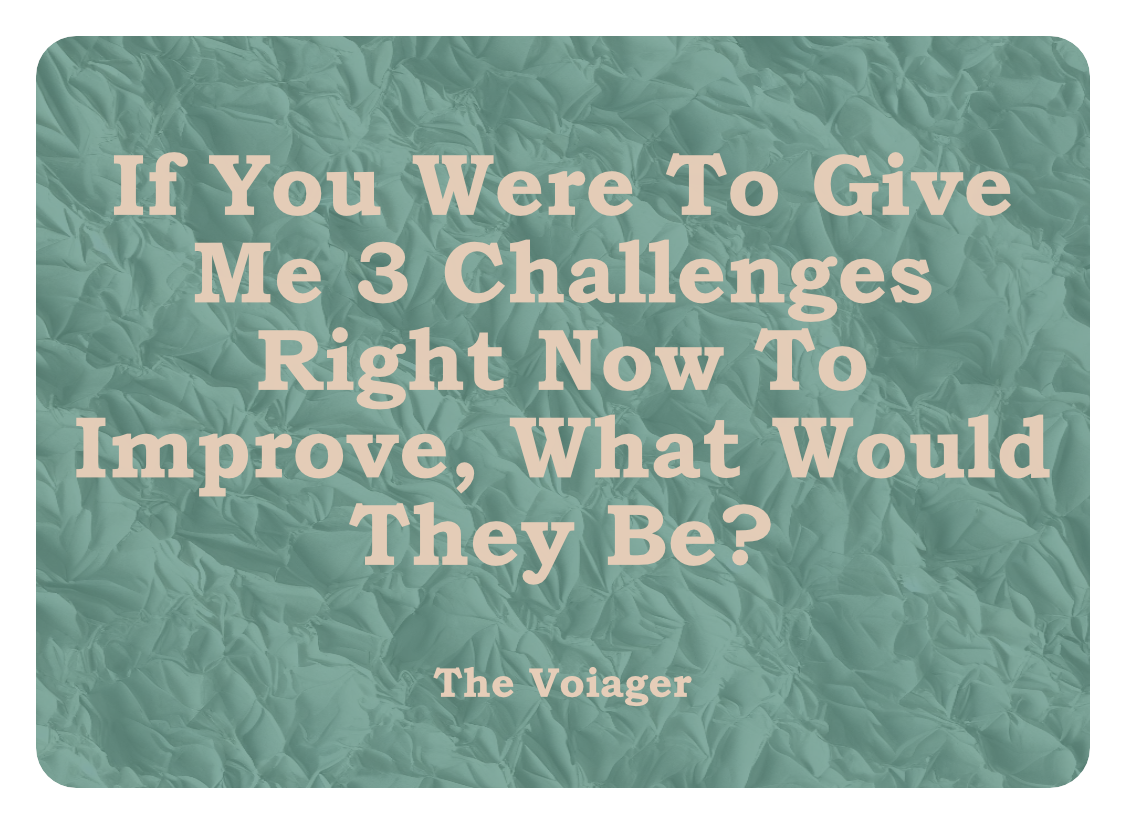 If You Were To Give
Me 3 Challenges
Right Now To
Improve, What Would
They Be?
The Voiager